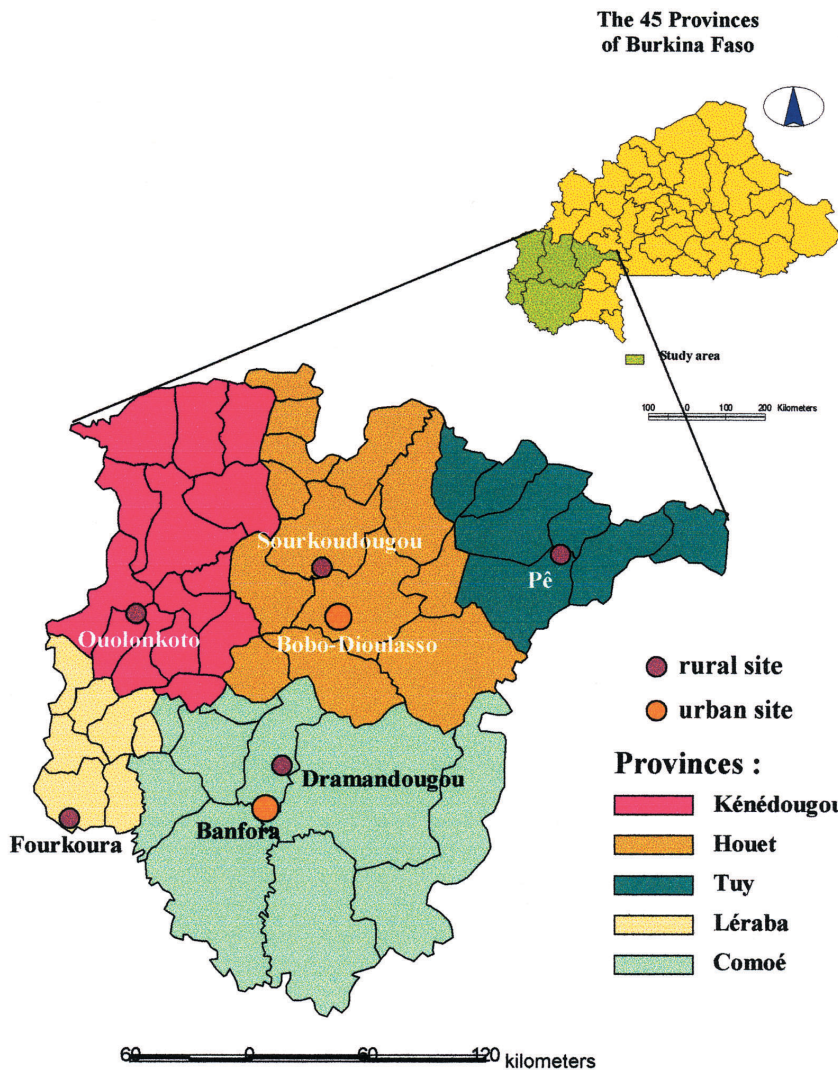 The 45 Provinces
of Burkina Faso
Study area
100 0 100 200 Kilometers
Sourkoudougou
Pê
Ouolonkoto
Bobo-Dioulasso
rural site
urban site
Dramandougou
Banfora
Fourkoura
Provinces :
Kénédougou
Houet
Tuy
Léraba
Comoé
60 0 60 120 kilometers